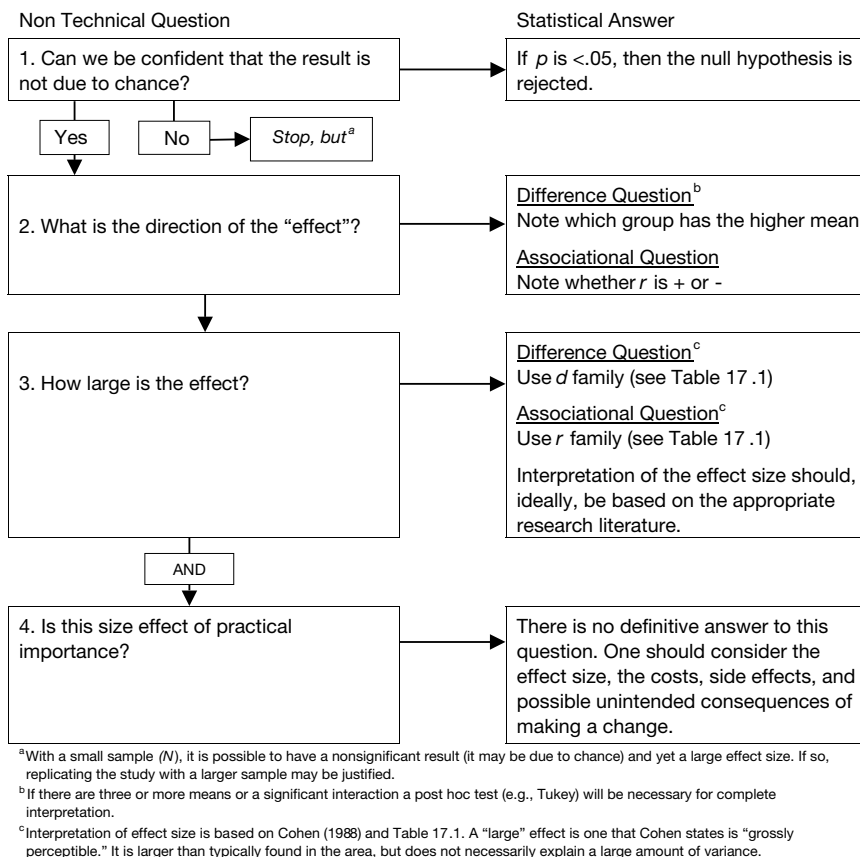 Non Technical Question
Statistical Answer
1. Can we be confident that the result is
not due to chance?
If p is <.05, then the null hypothesis is
rejected.
Yes
No
Stop, but^a
2. What is the direction of the “effect”?
Difference Question^b
Note which group has the higher mean
Associational Question
Note whether r is + or -
3. How large is the effect?
Difference Question^c
Use d family (see Table 17 .1)
Associational Question^c
Use r family (see Table 17 .1)
Interpretation of the effect size should,
ideally, be based on the appropriate
research literature.
AND
4. Is this size effect of practical
importance?
There is no definitive answer to this
question. One should consider the
effect size, the costs, side effects, and
possible unintended consequences of
making a change.
^a With a small sample (N), it is possible to have a nonsignificant result (it may be due to chance) and yet a large effect size. If so,
replicating the study with a larger sample may be justified.
^b If there are three or more means or a significant interaction a post hoc test (e.g., Tukey) will be necessary for complete
interpretation.
^c Interpretation of effect size is based on Cohen (1988) and Table 17.1. A “large” effect is one that Cohen states is “grossly
perceptible.” It is larger than typically found in the area, but does not necessarily explain a large amount of variance.